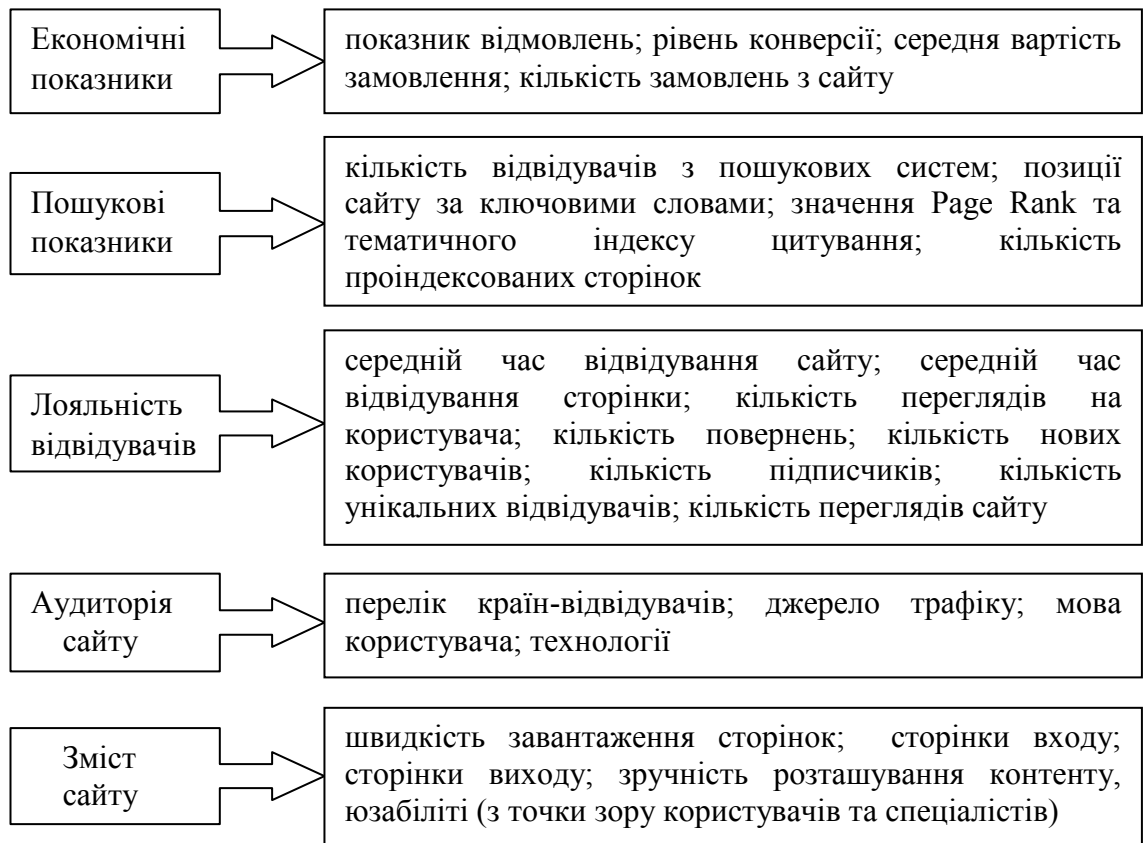 Економічні
показники
показник відмовлень; рівень конверсії; середня вартість
замовлення; кількість замовлень з сайту
Пошукові
показники
кількість відвідувачів з пошукових систем; позиції
сайту за ключовими словами; значення Page Rank та
тематичного індексу цитування; кількість
проіндексованих сторінок
Лояльність
відвідувачів
середній час відвідування сайту; середній час
відвідування сторінки; кількість переглядів на
користувача; кількість повернень; кількість нових
користувачів; кількість підписчиків; кількість
унікальних відвідувачів; кількість переглядів сайту
Аудиторія
сайту
перелік країн-відвідувачів; джерело трафіку; мова
користувача; технології
Зміст
сайту
швидкість завантаження сторінок; сторінки входу;
сторінки виходу; зручність розташування контенту,
юзабіліті (з точки зору користувачів та спеціалістів)